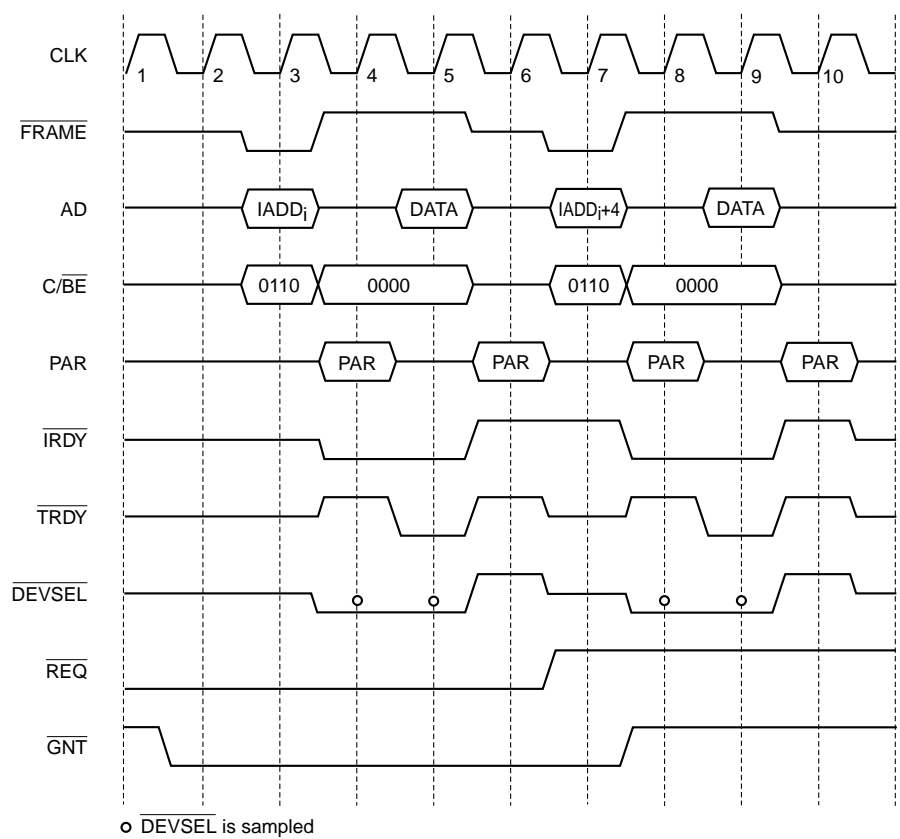 CLK
1 2 3 4 5 6 7 8 9 10
FRAME
AD IADDi DATA IADDi+4 DATA
C/BE 0110 0000 0110 0000
PAR PAR PAR PAR PAR
IRDY
TRDY
DEVSEL
REQ
GNT
DEVSEL is sampled